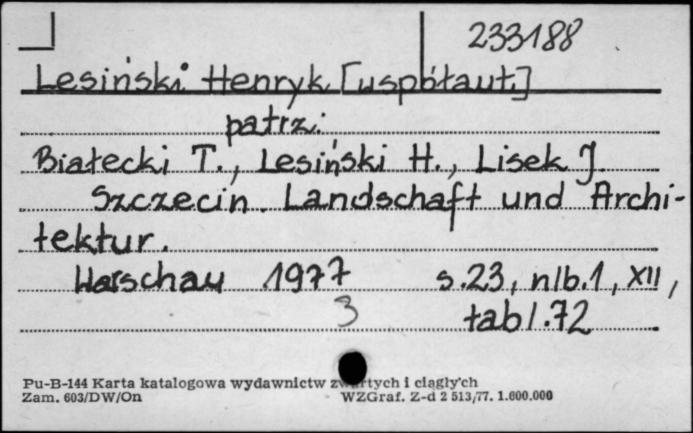 233188
Lesiński Henryk [współaut.]
patrz:
Białecki T., Lesiński H., Lisek J.
Szczecin. Landschaft und Archi-
tektur.
Warschau 1977 s.23, nlb.1, XII,
3 tabl.72
Pu-B-144 Karta katalogowa wydawnictw zwartych i ciągłych
Zam. 603/DW/On WZGraf. Z-d 2 513/77. 1.600.000